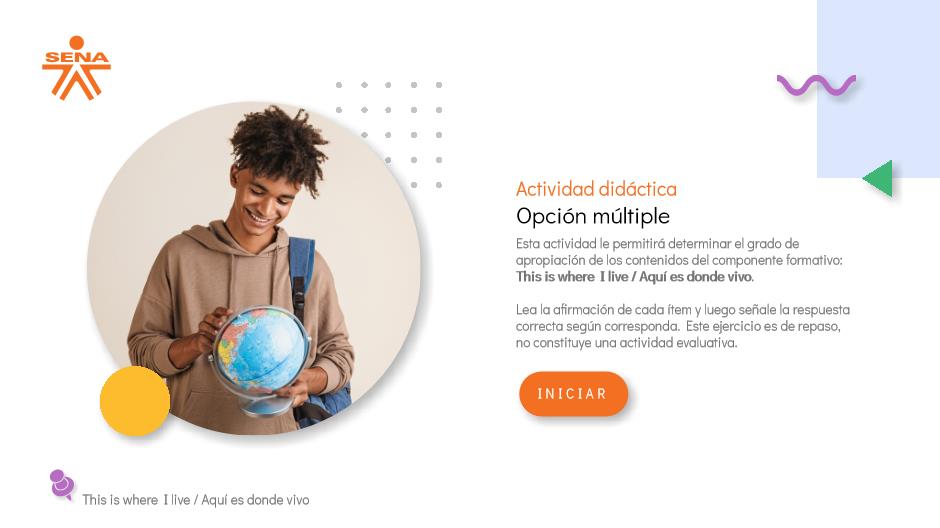 SENA
Actividad didáctica
Opción múltiple
Esta actividad le permitirá determinar el grado de
apropiación de los contenidos del componente formativo:
This is where I live / Aquí es donde vivo.
Lea la afirmación de cada ítem y luego señale la respuesta
correcta según corresponda. Este ejercicio es de repaso,
no constituye una actividad evaluativa.
INICIAR
This is where I live / Aquí es donde vivo